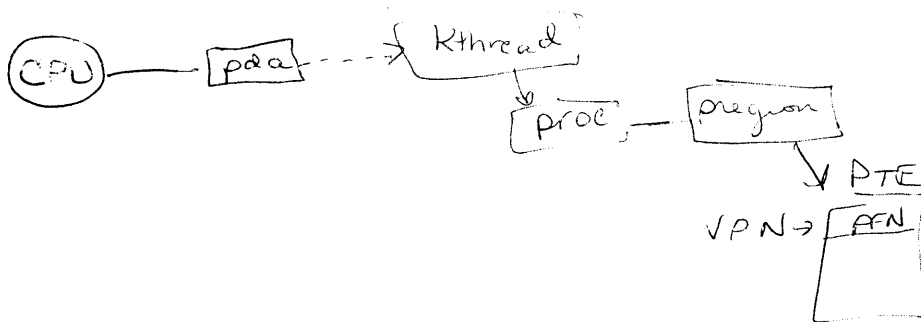 CPU
pda
Kthread
proc
pregion
PTE
VPN→
PFN